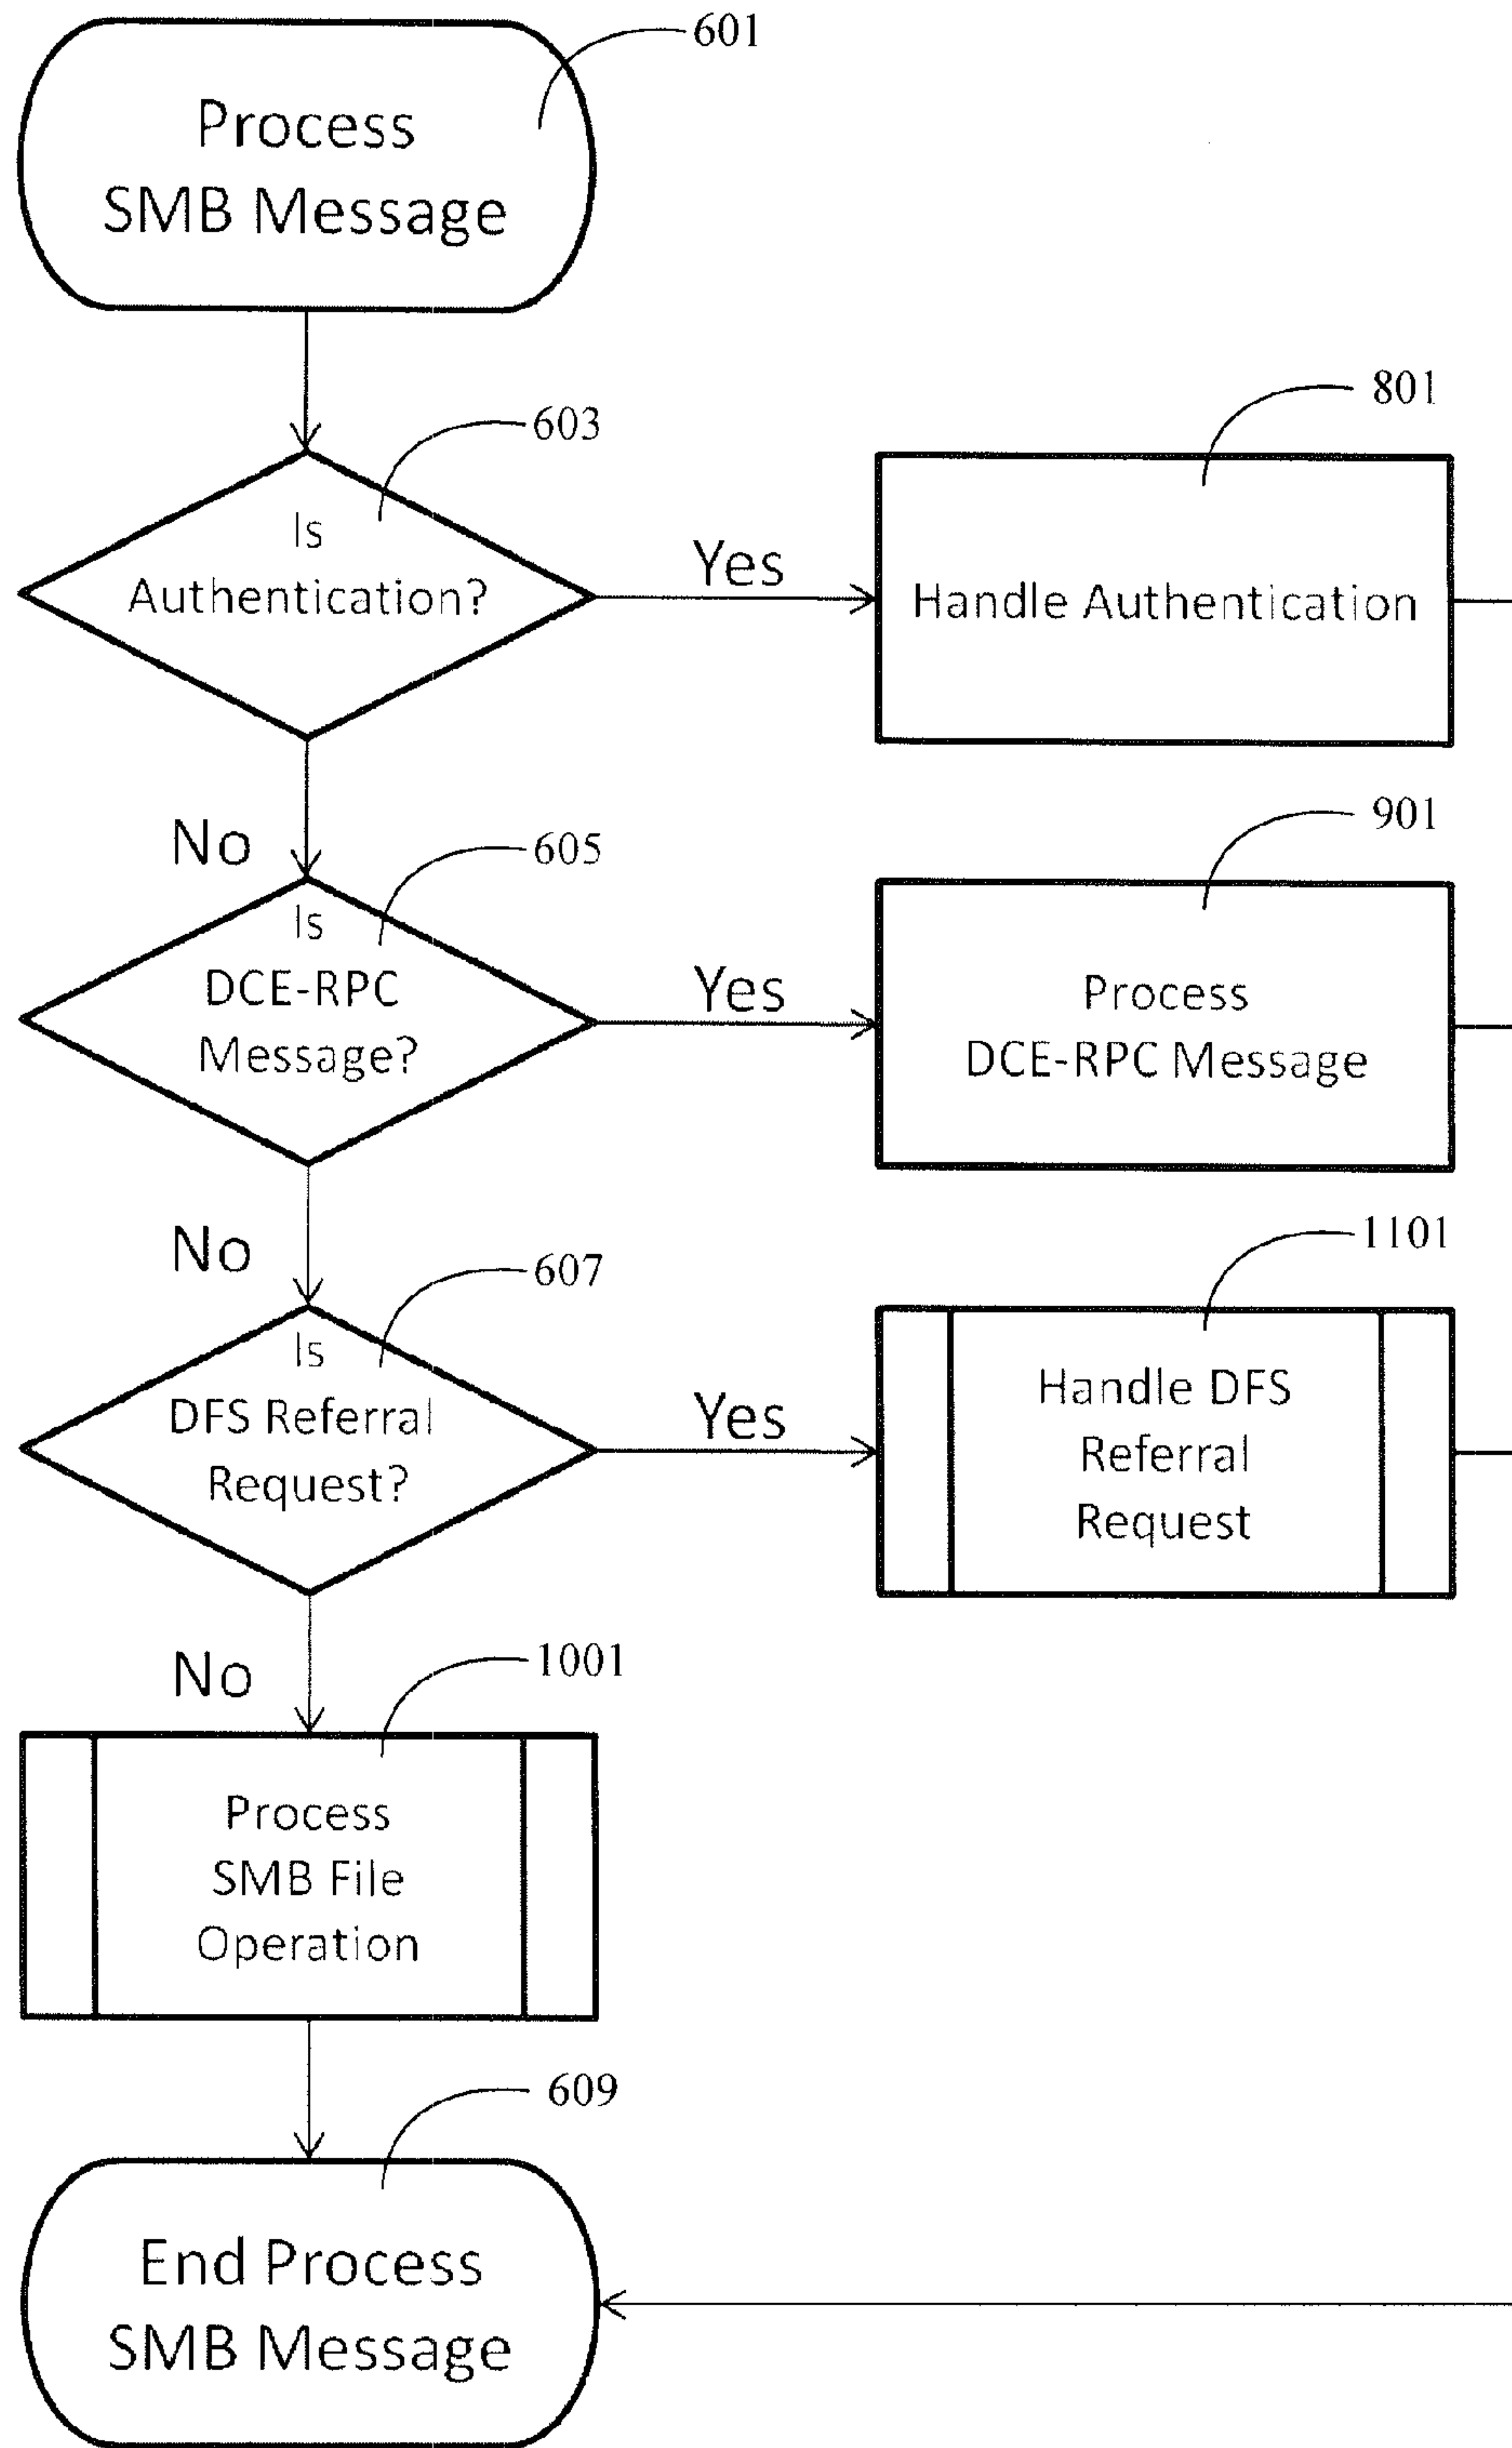 601
Process
SMB Message
603
Is
Authentication?
Yes
801
Handle Authentication
No
605
Is
DCE-RPC
Message?
Yes
901
Process
DCE-RPC Message
No
607
Is
DFS Referral
Request?
Yes
1101
Handle DFS
Referral
Request
No
1001
Process
SMB File
Operation
609
End Process
SMB Message